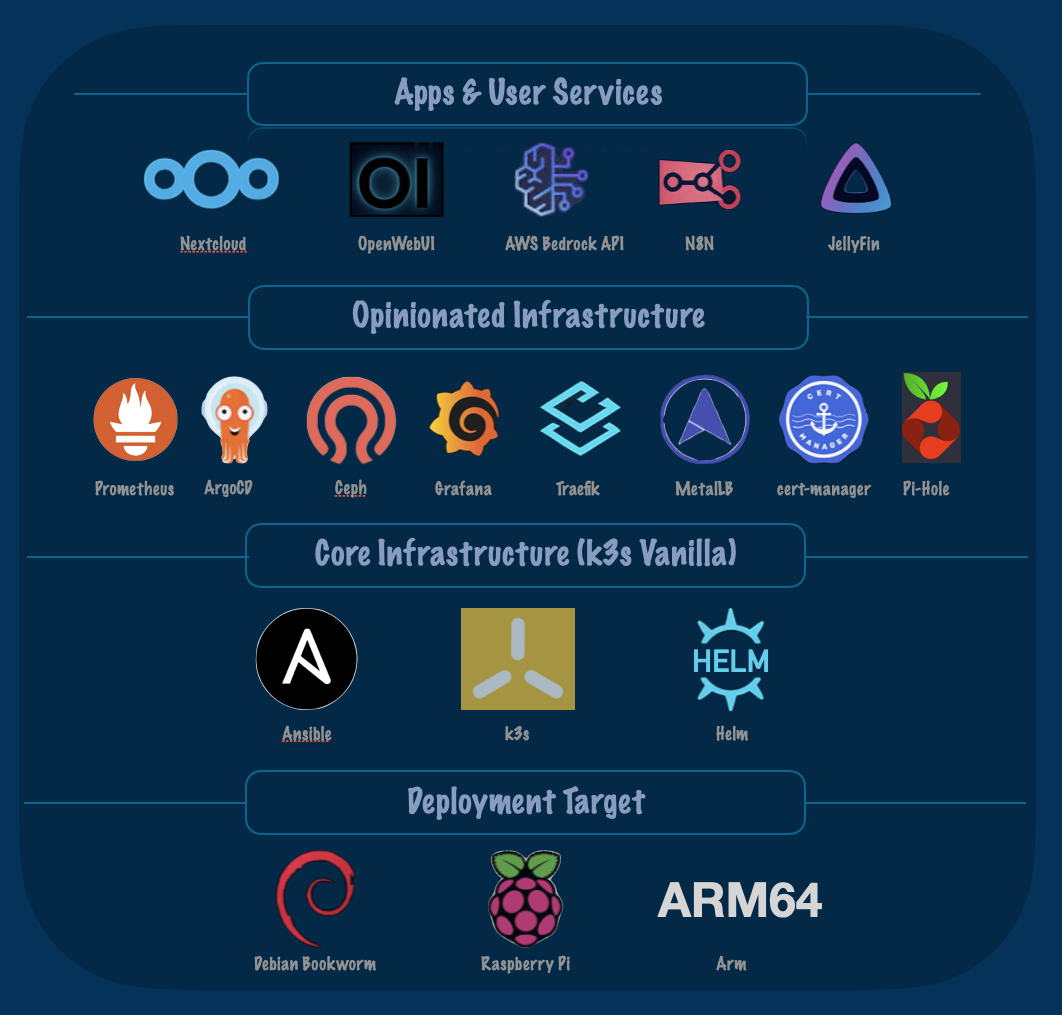 Apps & User Services
OI
Nextcloud OpenWebUI AWS Bedrock API N8N JellyFin
Opinionated Infrastructure
CERT
MANAGER
Prometheus ArgoCD Ceph Grafana Traefik MetalLB cert-manager Pi-Hole
Core Infrastructure (k3s Vanilla)
HELM
Ansible k3s Helm
Deployment Target
ARM64
Debian Bookworm Raspberry Pi Arm